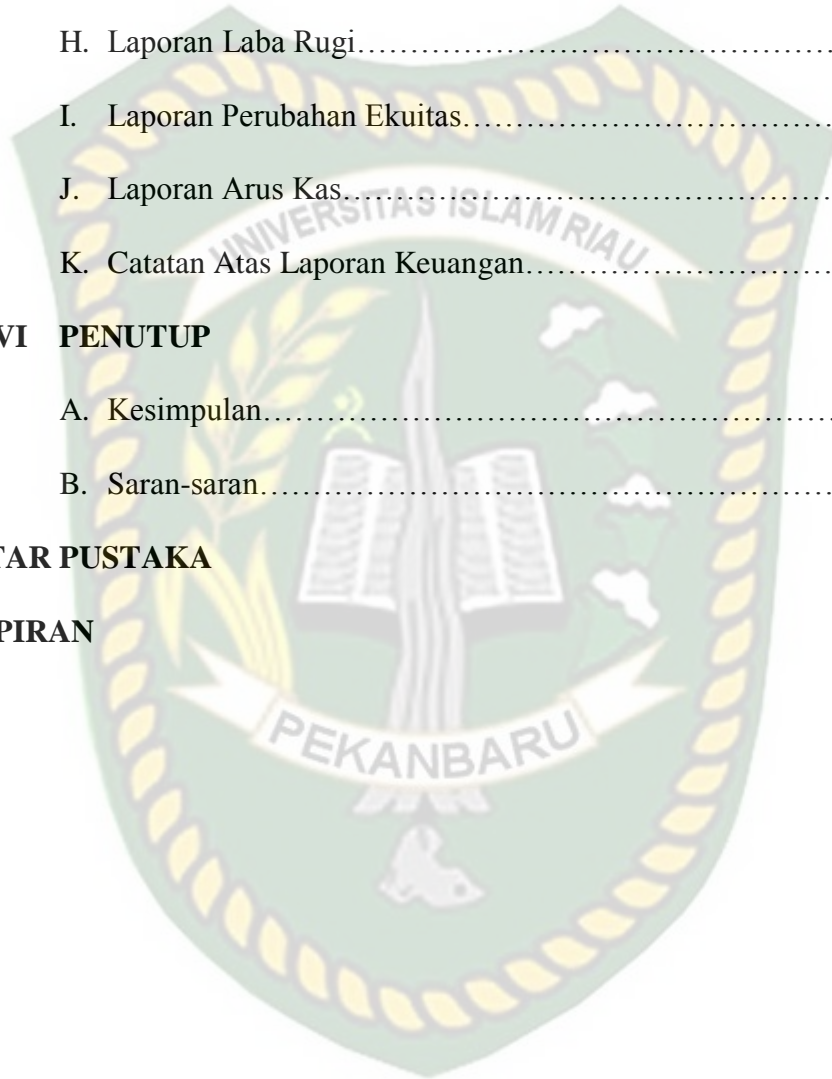 H. Laporan Laba Rugi……………………………………………
I. Laporan Perubahan Ekuitas…………………………………
J. Laporan Arus Kas……………………………………………
UNIVERSITAS ISLAM RIAU
K. Catatan Atas Laporan Keuangan……………………………
VI PENUTUP
A. Kesimpulan……………………………………………………
B. Saran-saran……………………………………………………
TAR PUSTAKA
PIRAN
PEKANBARU